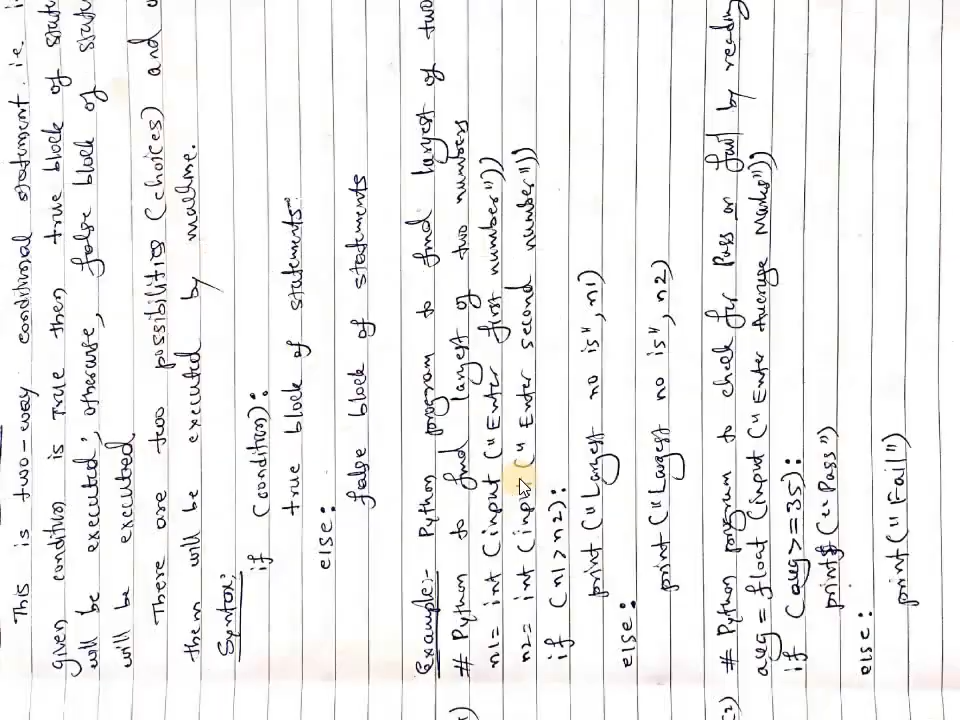 This is two-way conditional statement. i.e. i
given condition is true then true block of statu
will be executed; otherwise, false block of statu
will be executed.
There are two possibilities (choices) and
them will be executed by machine.
Syntax:
if (condition):
true block of statements
else:
false block of statements
Example:- Python program to find largest of two
# Python to find largest of two numbers
n1= int (input ("Enter first number"))
n2= int (input (" Enter second number"))
if (n1>n2):
print ("Largest no is", n1)
else:
print ("Largest no is", n2)
2) # Python program to check for Pass or fail by reading
avg = float (input ("Enter Average Marks"))
if (avg>=35):
print ("Pass")
else:
print ("Fail")